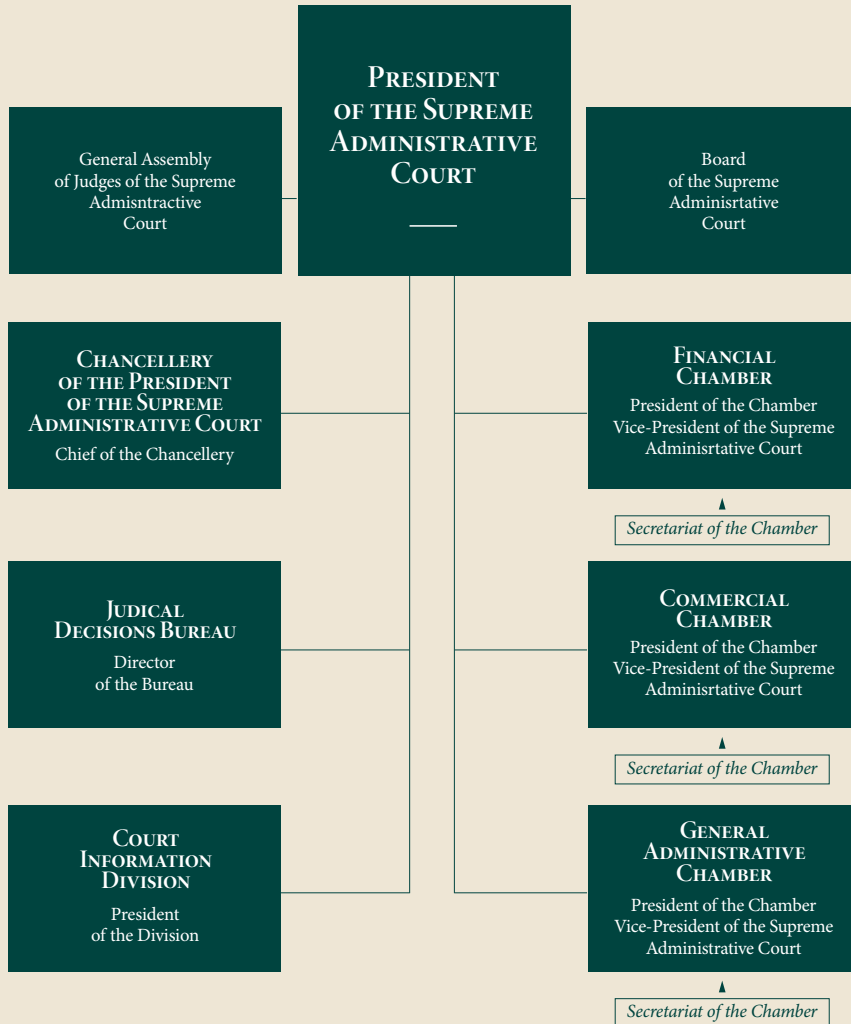 PRESIDENT
OF THE SUPREME
ADMINISTRATIVE
COURT
General Assembly
of Judges of the Supreme
Admisntractive
Court
Board
of the Supreme
Adminisrtative
Court
CHANCELLERY
OF THE PRESIDENT
OF THE SUPREME
ADMINISTRATIVE COURT
Chief of the Chancellery
FINANCIAL
CHAMBER
President of the Chamber
Vice-President of the Supreme
Adminisrtative Court
Secretariat of the Chamber
JUDICAL
DECISIONS BUREAU
Director
of the Bureau
COMMERCIAL
CHAMBER
President of the Chamber
Vice-President of the Supreme
Adminisrtative Court
Secretariat of the Chamber
COURT
INFORMATION
DIVISION
President
of the Division
GENERAL
ADMINISTRATIVE
CHAMBER
President of the Chamber
Vice-President of the Supreme
Administrative Court
Secretariat of the Chamber